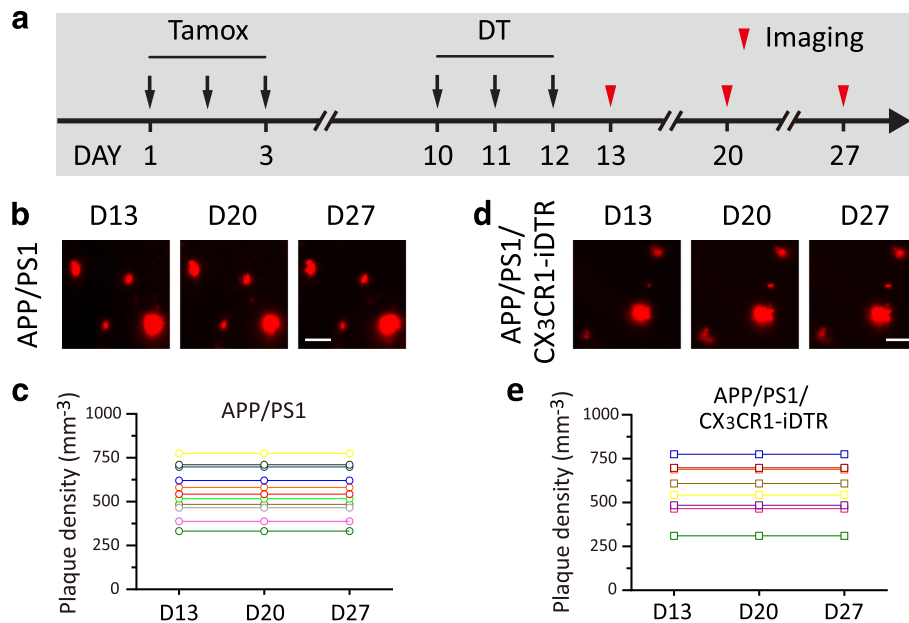 a
Tamox
DT
Imaging
DAY 1 3 10 11 12 13 20 27
b
D13 D20 D27
APP/PS1
d
D13 D20 D27
APP/PS1/
CX3CR1-iDTR
c
APP/PS1
Plaque density (mm-3)
1000
750
500
250
0
D13 D20 D27
e
APP/PS1/
CX3CR1-iDTR
Plaque density (mm-3)
1000
750
500
250
0
D13 D20 D27